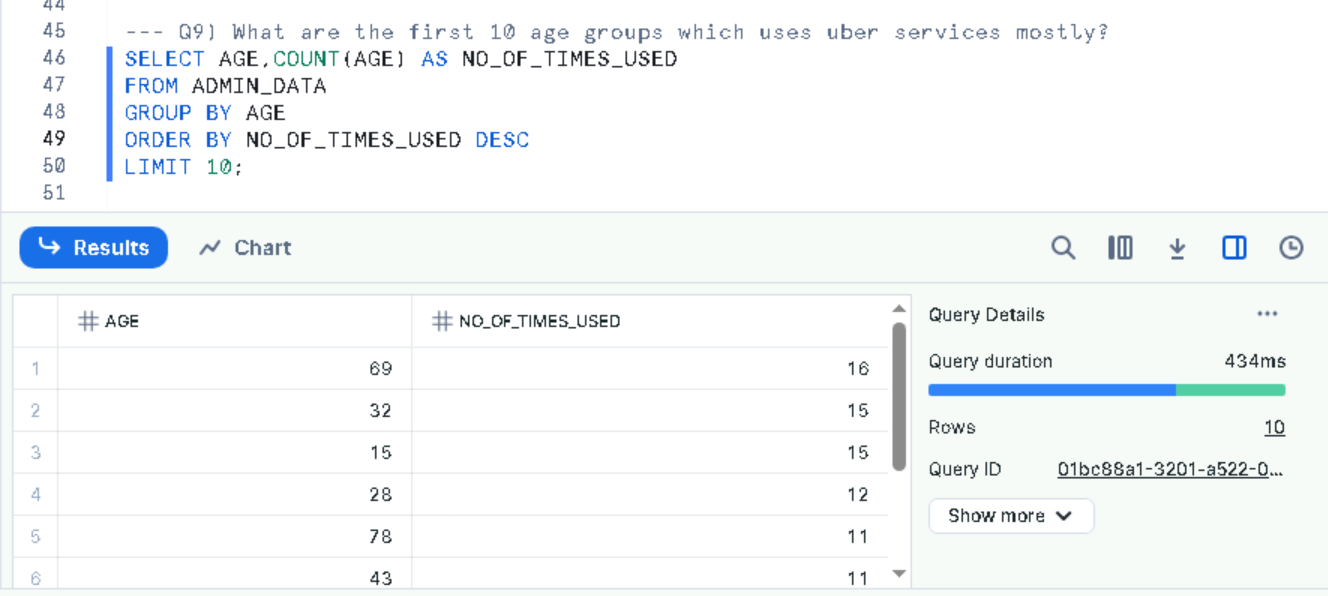 44
45 --- Q9) What are the first 10 age groups which uses uber services mostly?
46 SELECT AGE,COUNT(AGE) AS NO_OF_TIMES_USED
47 FROM ADMIN_DATA
48 GROUP BY AGE
49 ORDER BY NO_OF_TIMES_USED DESC
50 LIMIT 10;
51
Results Chart
AGE NO_OF_TIMES_USED
1 69 16
2 32 15
3 15 15
4 28 12
5 78 11
6 43 11
Query Details ...
Query duration 434ms
Rows 10
Query ID 01bc88a1-3201-a522-0...
Show more